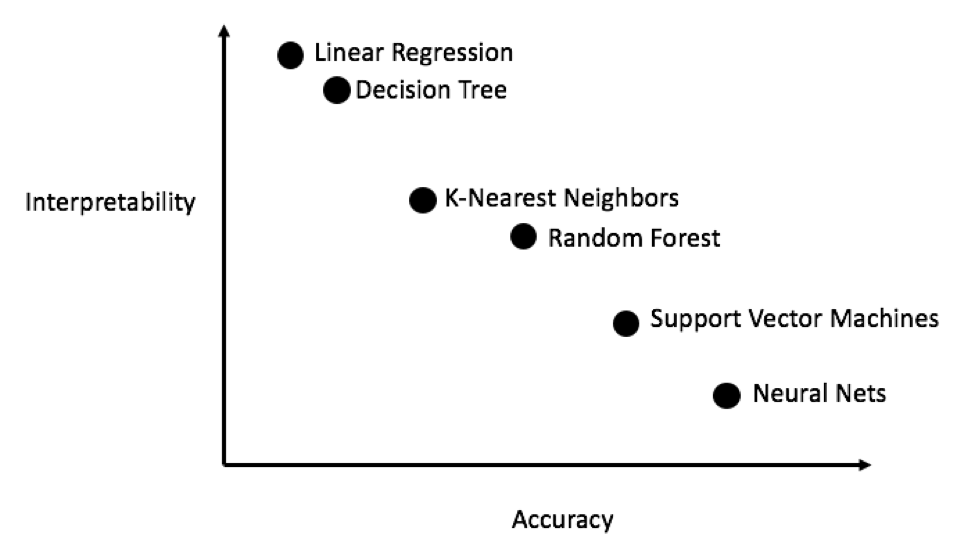 Linear Regression
Decision Tree
Interpretability
K-Nearest Neighbors
Random Forest
Support Vector Machines
Neural Nets
Accuracy